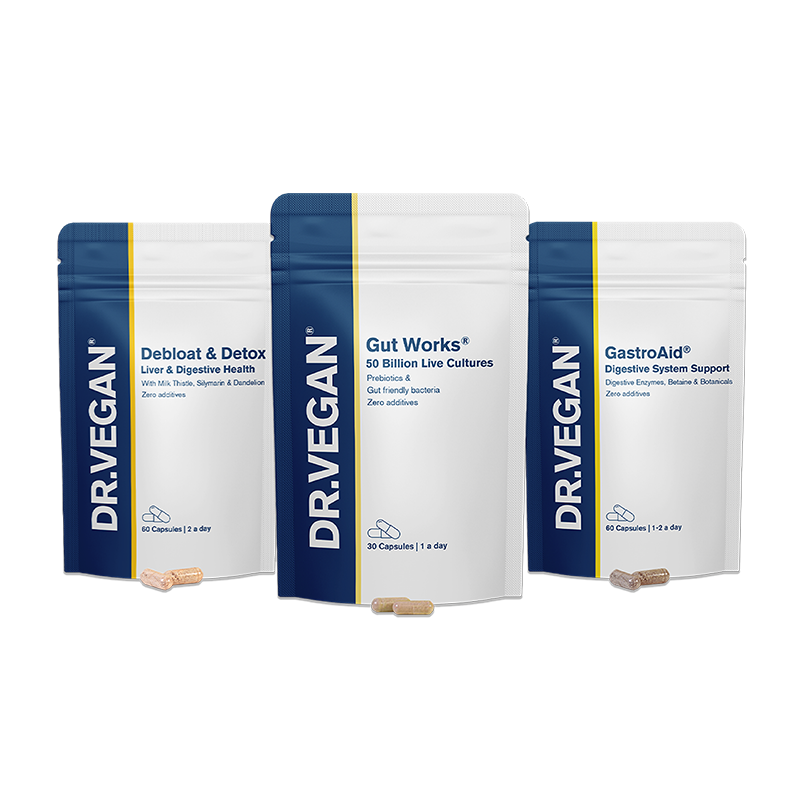 DR.VEGAN®
Debloat & Detox
Liver & Digestive Health
With Milk Thistle, Silymarin & Dandelion
Zero additives
60 Capsules | 2 a day
DR.VEGAN®
Gut Works®
50 Billion Live Cultures
Prebiotics &
Gut friendly bacteria
Zero additives
30 Capsules | 1 a day
DR.VEGAN®
GastroAid®
Digestive System Support
Digestive Enzymes, Betaine & Botanicals
Zero additives
60 Capsules | 1-2 a day